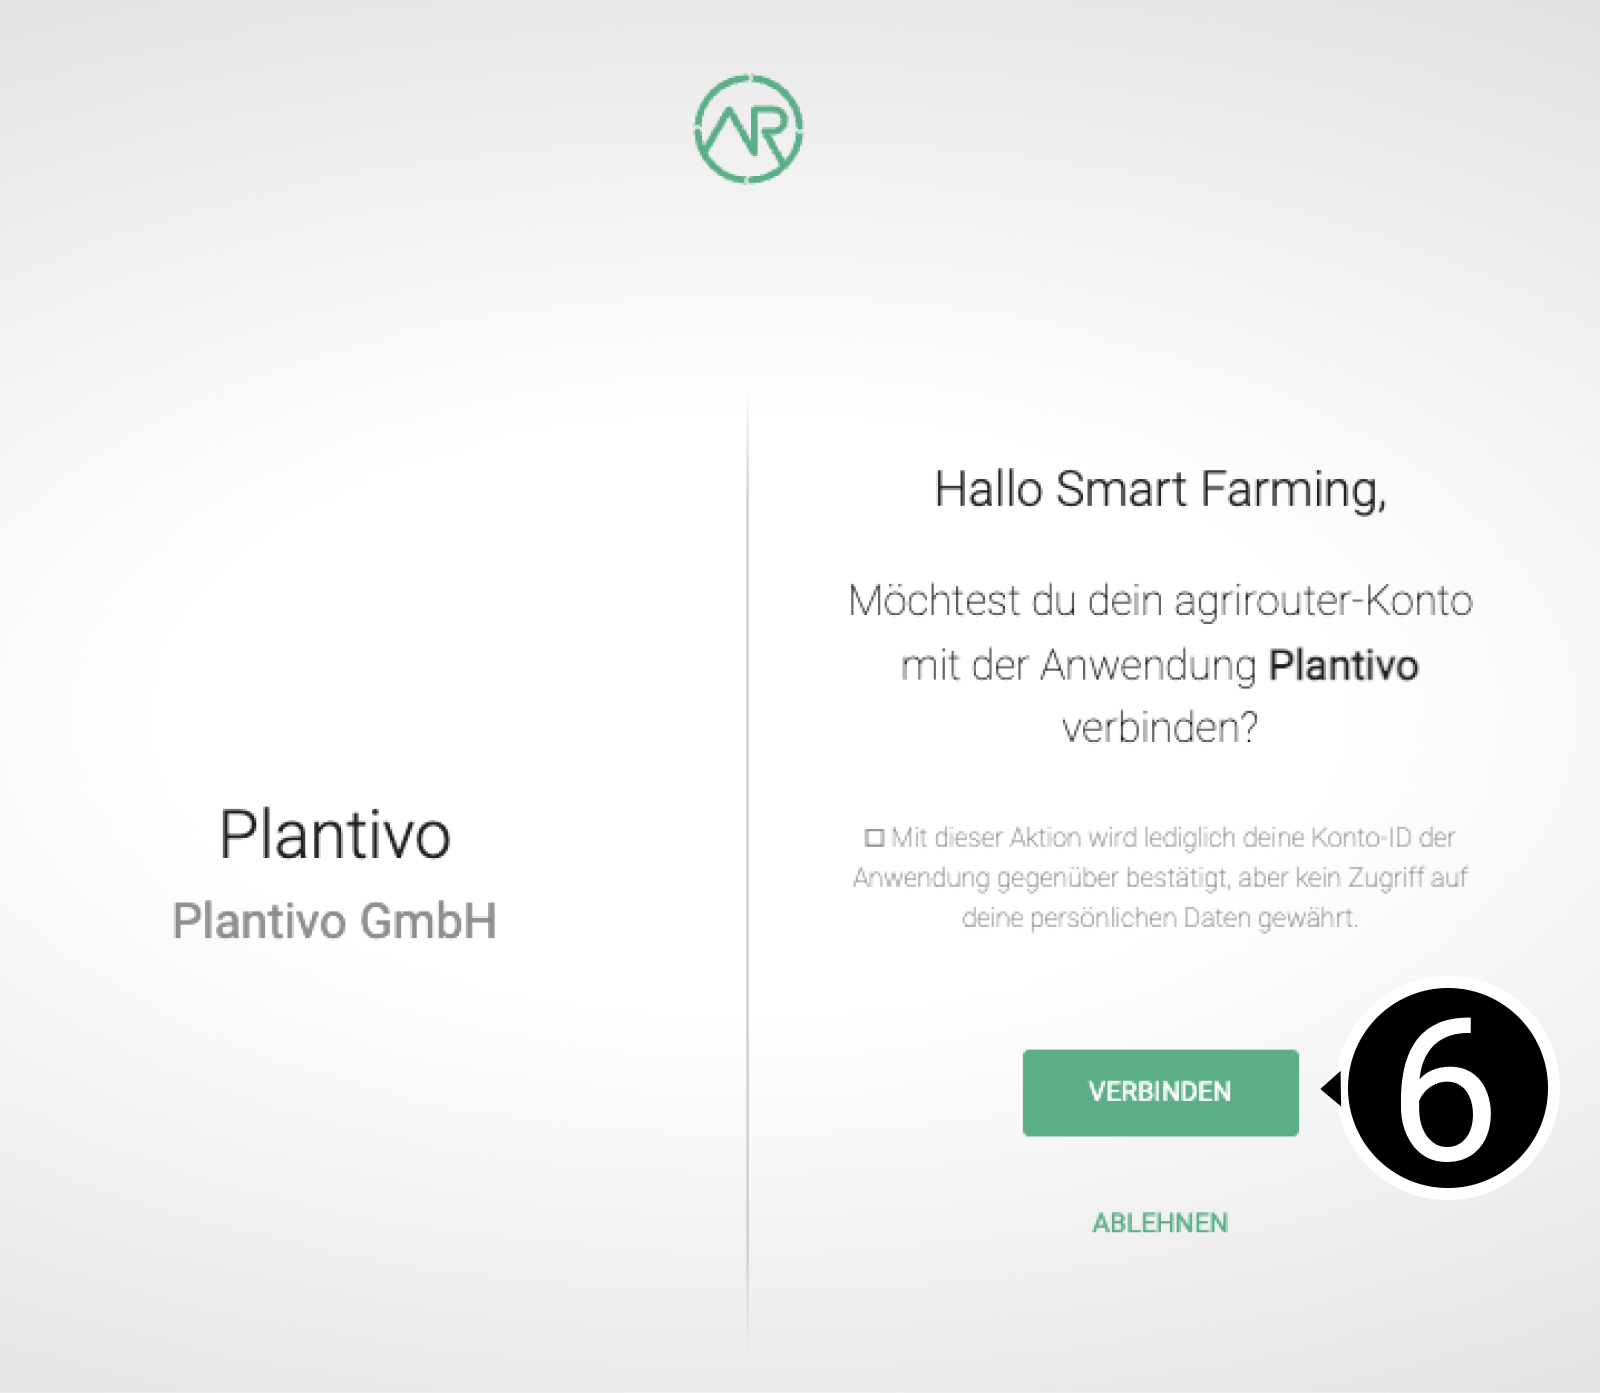 AR
Hallo Smart Farming,
Möchtest du dein agrirouter-Konto
mit der Anwendung Plantivo
verbinden?
Plantivo
Plantivo GmbH
Mit dieser Aktion wird lediglich deine Konto-ID der
Anwendung gegenüber bestätigt, aber kein Zugriff auf
deine persönlichen Daten gewährt.
VERBINDEN
6
ABLEHNEN